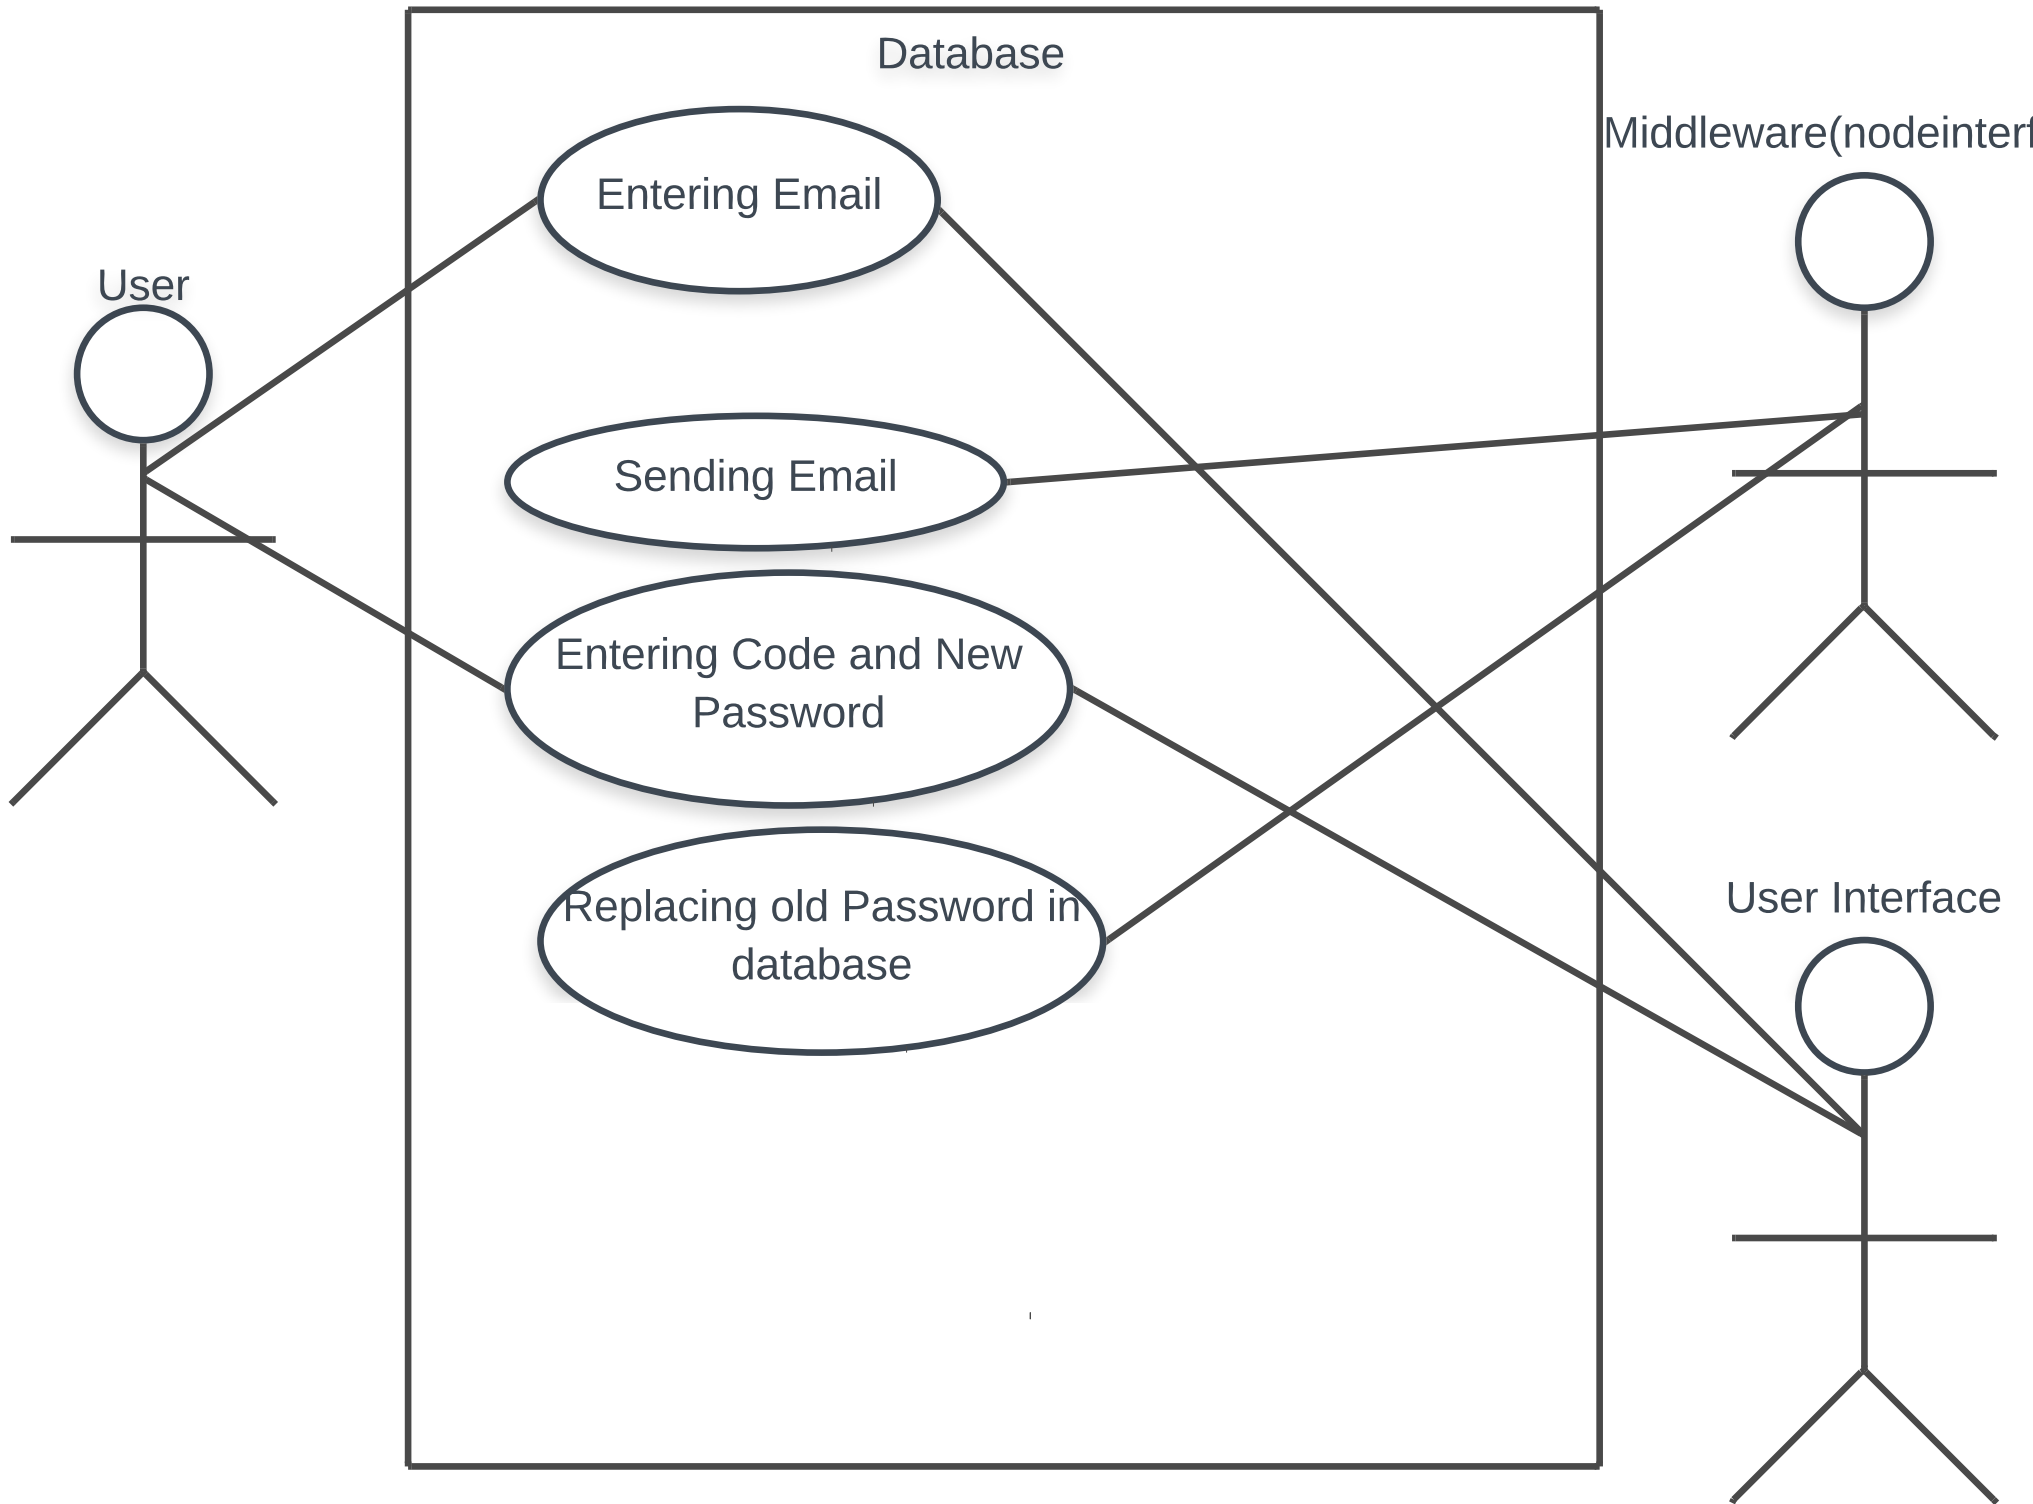 Database
Middleware(nodeinterf
Entering Email
User
Sending Email
Entering Code and New
Password
Replacing old Password in
database
User Interface